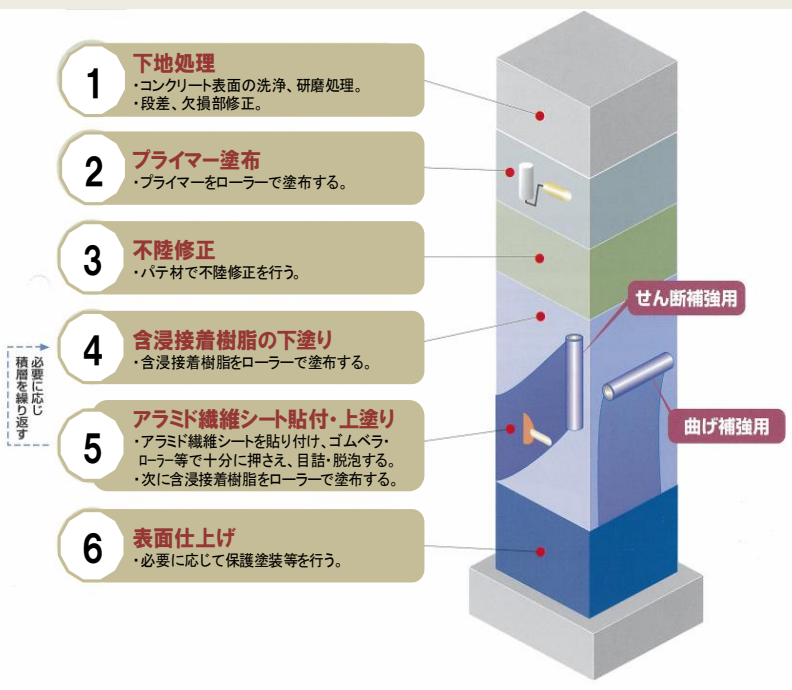 1
下地処理
・コンクリート表面の洗浄、研磨処理。
・段差、欠損部修正。
2
プライマー塗布
・プライマーをローラーで塗布する。
3
不陸修正
・パテ材で不陸修正を行う。
せん断補強用
4
含浸接着樹脂の下塗り
・含浸接着樹脂をローラーで塗布する。
必要に応じ
積層を繰り返す
5
アラミド繊維シート貼付・上塗り
・アラミド繊維シートを貼り付け、ゴムベラ・
ローラー等で十分に押さえ、目詰・脱泡する。
・次に含浸接着樹脂をローラーで塗布する。
曲げ補強用
6
表面仕上げ
・必要に応じて保護塗装等を行う。